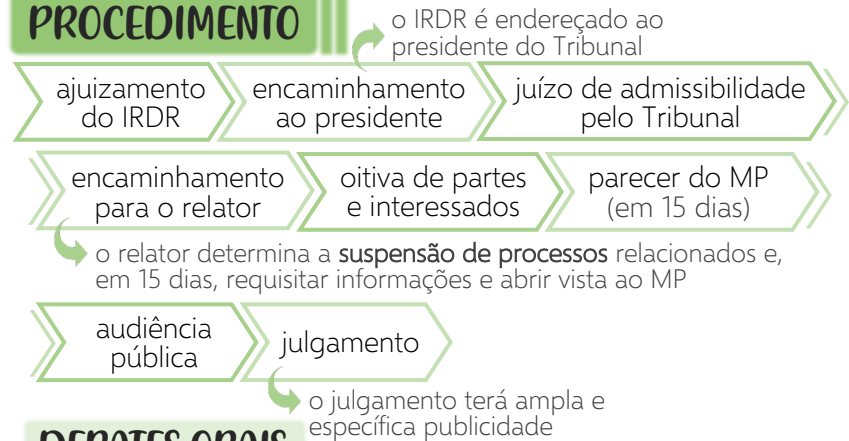 PROCEDIMENTO
o IRDR é endereçado ao
presidente do Tribunal
ajuizamento
do IRDR
encaminhamento
ao presidente
juízo de admissibilidade
pelo Tribunal
encaminhamento
para o relator
oitiva de partes
e interessados
parecer do MP
(em 15 dias)
o relator determina a suspensão de processos relacionados e,
em 15 dias, requisitar informações e abrir vista ao MP
audiência
pública
julgamento
o julgamento terá ampla e
específica publicidade
DEBATES ORAIS